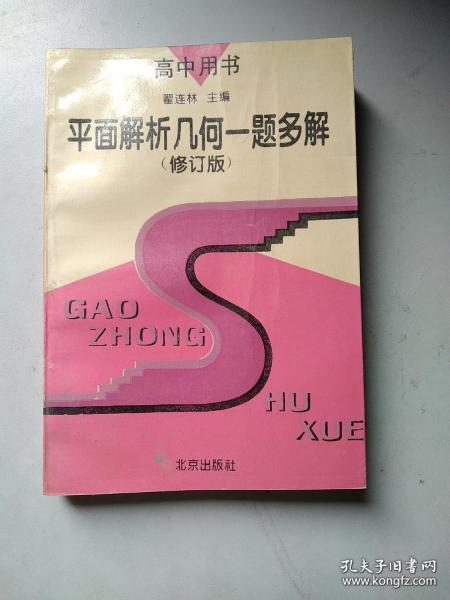 高中用书
翟连林 主编
平面解析几何一题多解
(修订版)
GAO
ZHONG
S
HU
XUE
北京出版社
孔夫子旧书网
www.kongfz.com